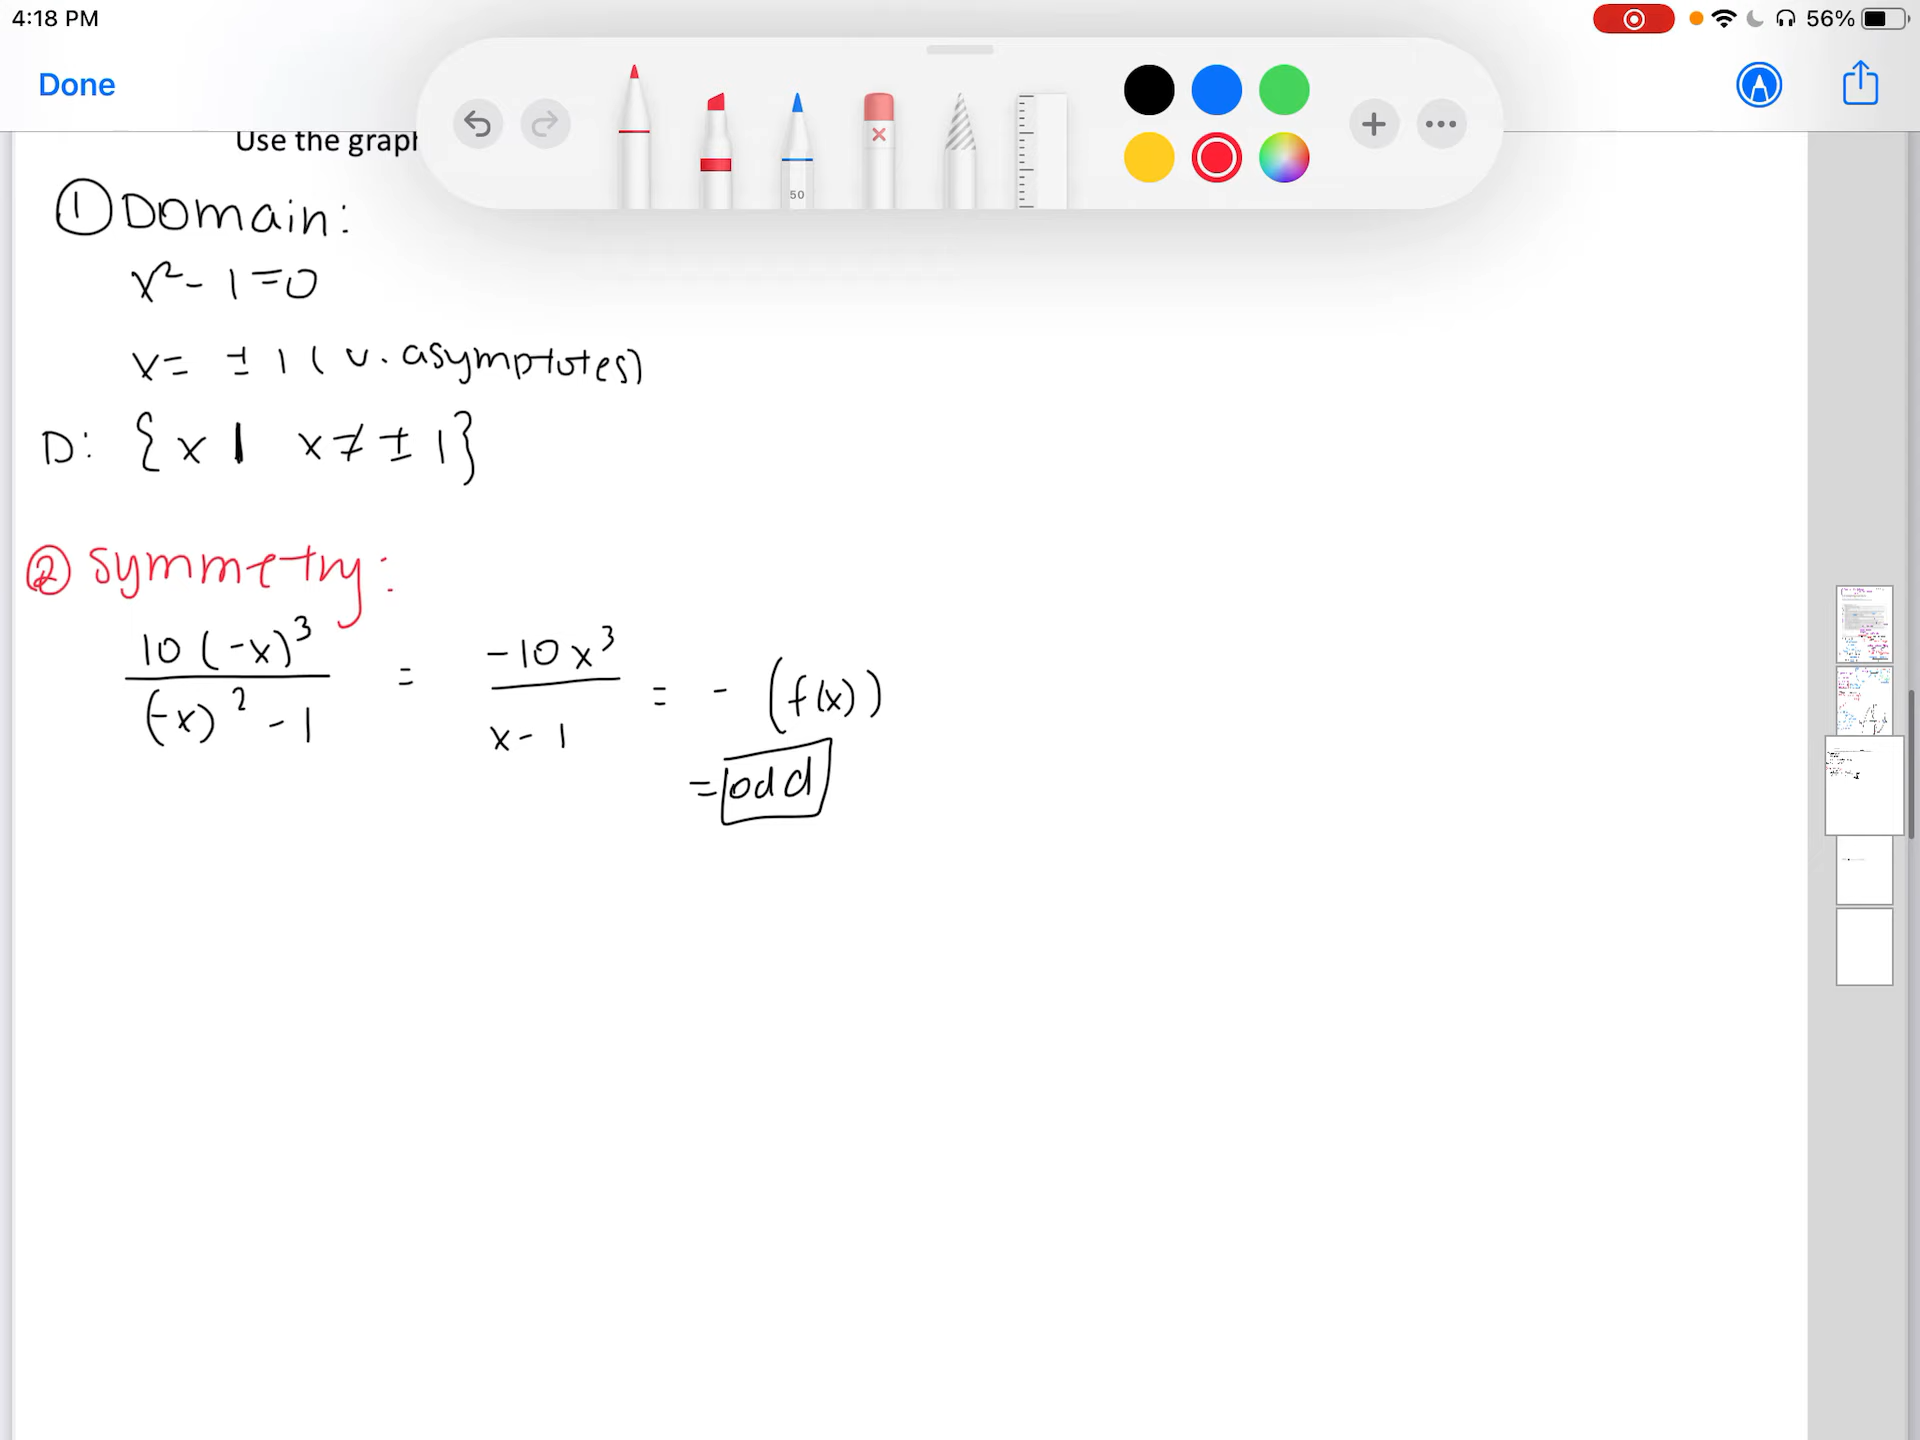 4:18 PM
56%
Done
50
Use the graph
① Domain:
x² - 1 = 0
x = ± 1 ( v. asymptotes)
D: { x | x ≠ ± 1 }
② Symmetry:
10 (-x)³ / (-x)² - 1 = -10x³ / x - 1 = - (f(x))
= odd